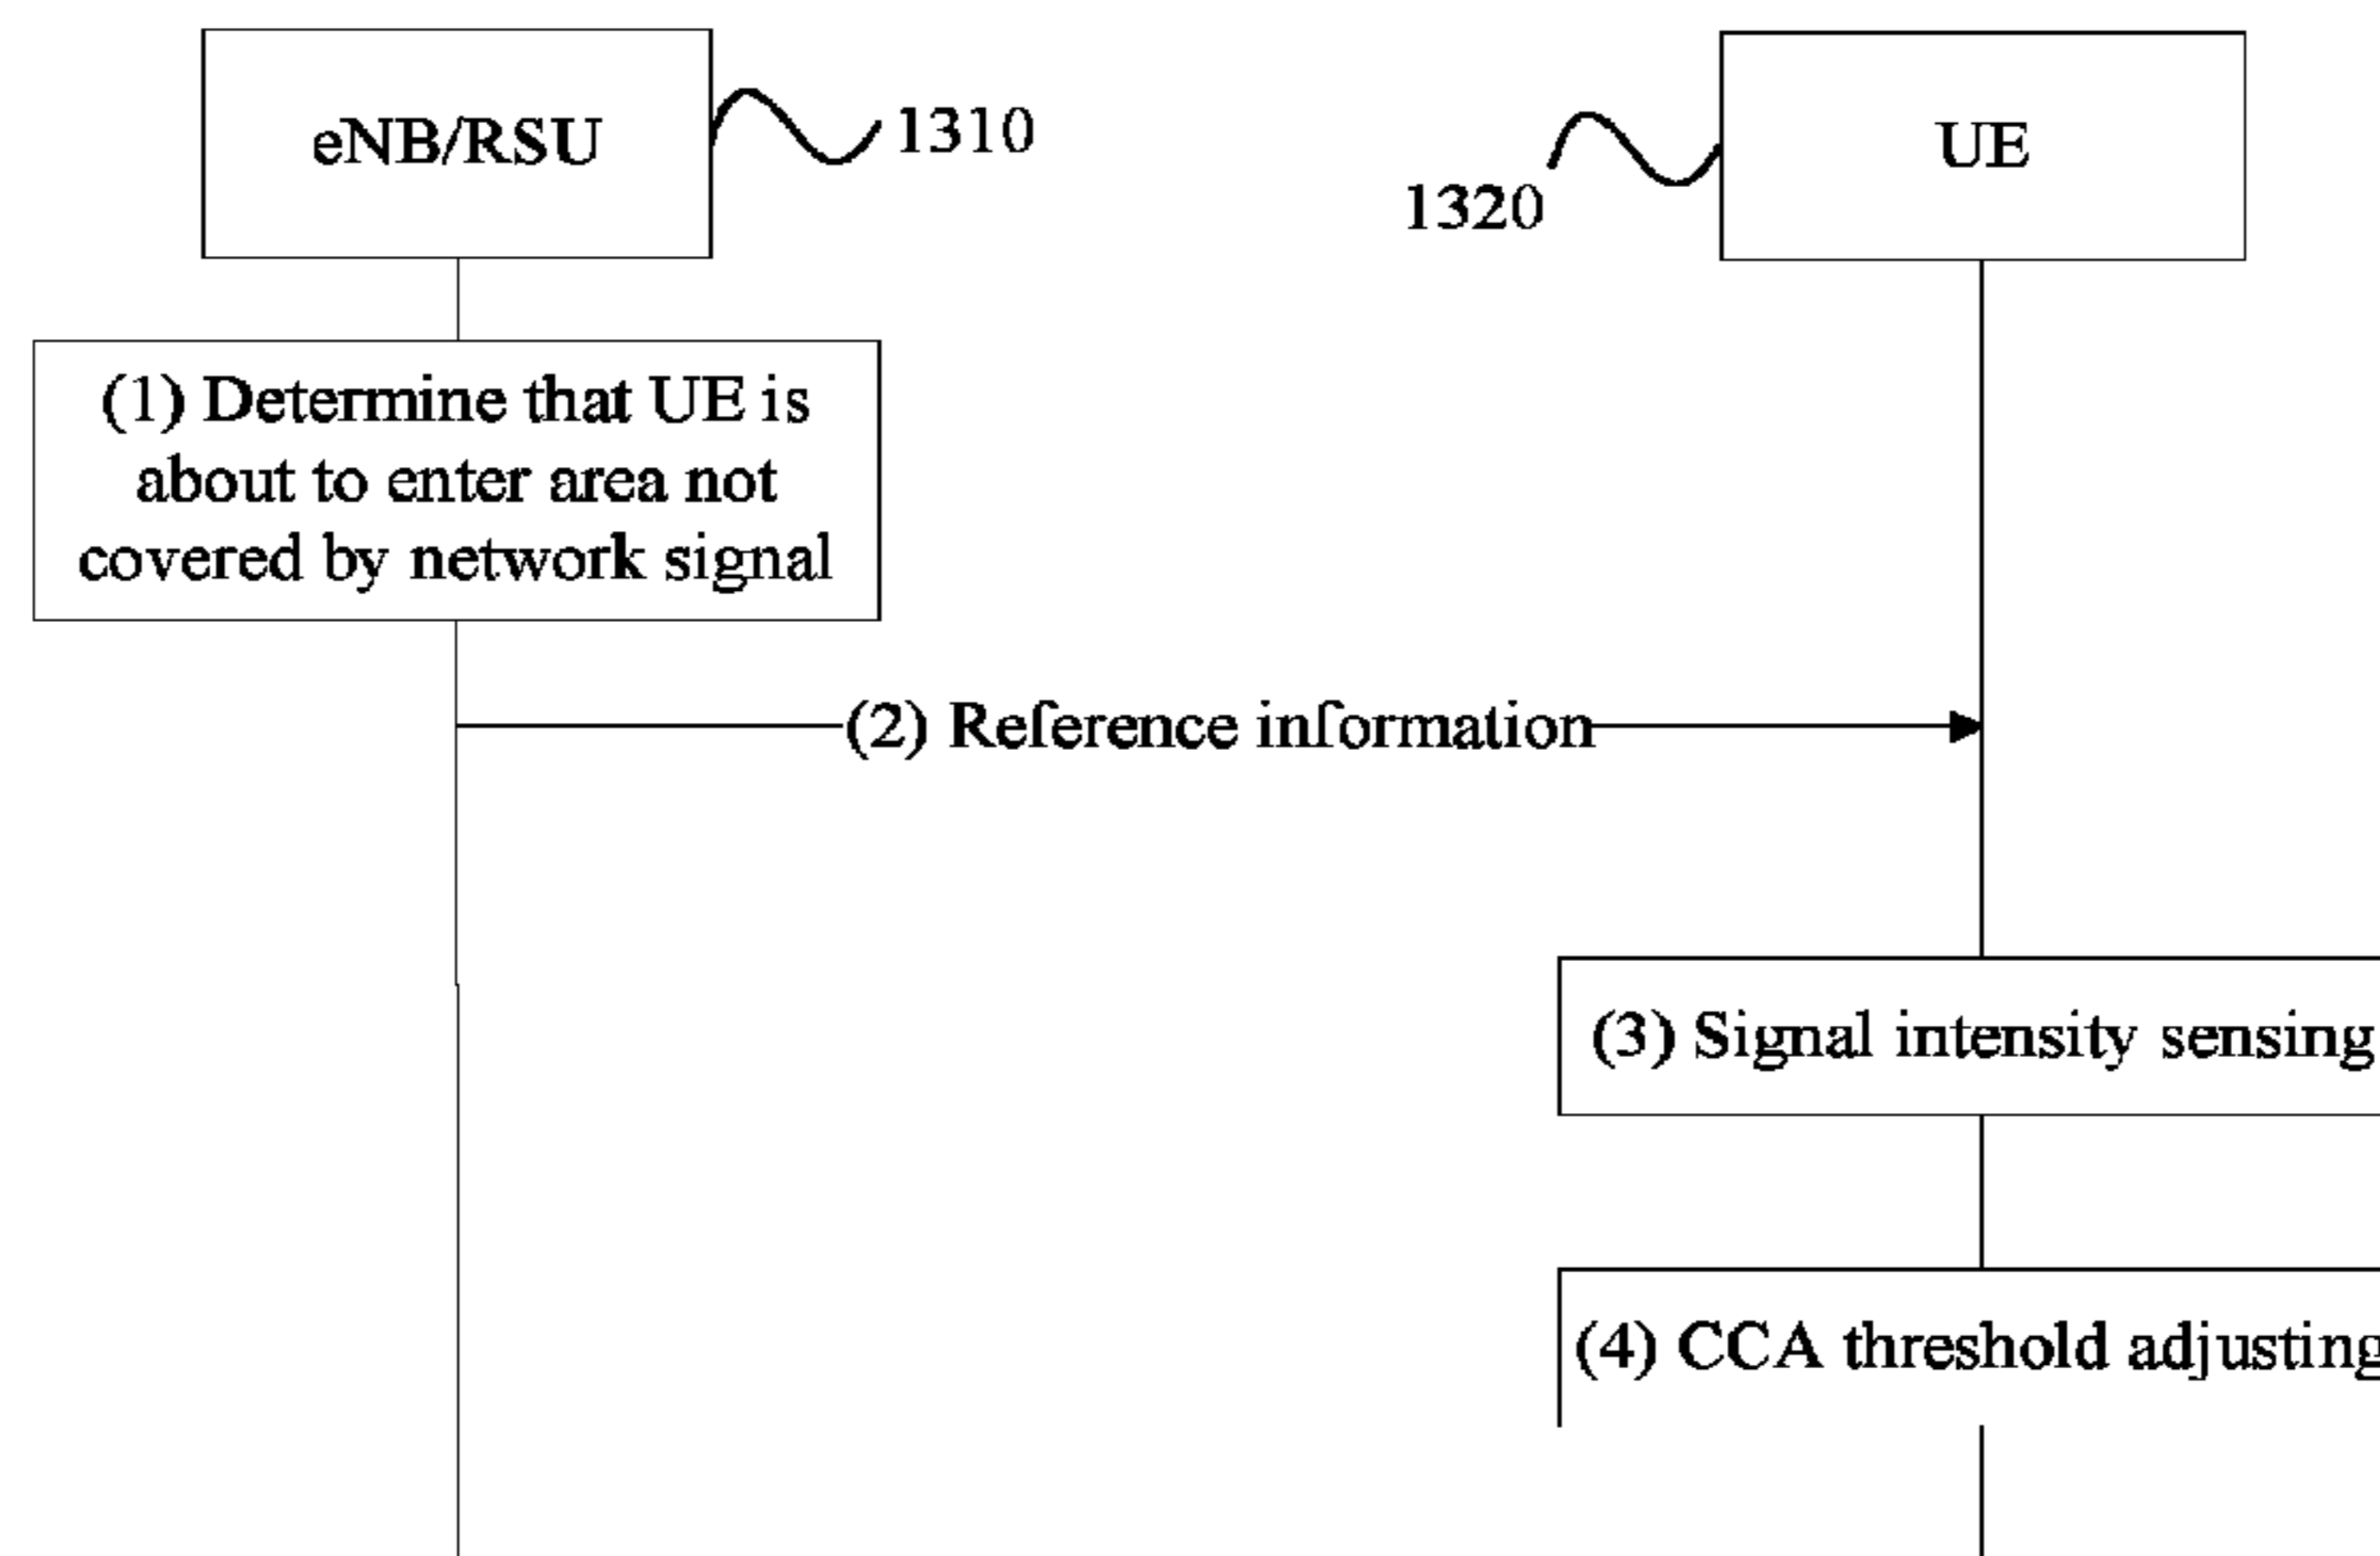 eNB/RSU
1310
1320
UE
(1) Determine that UE is
about to enter area not
covered by network signal
(2) Reference information
(3) Signal intensity sensing
(4) CCA threshold adjusting